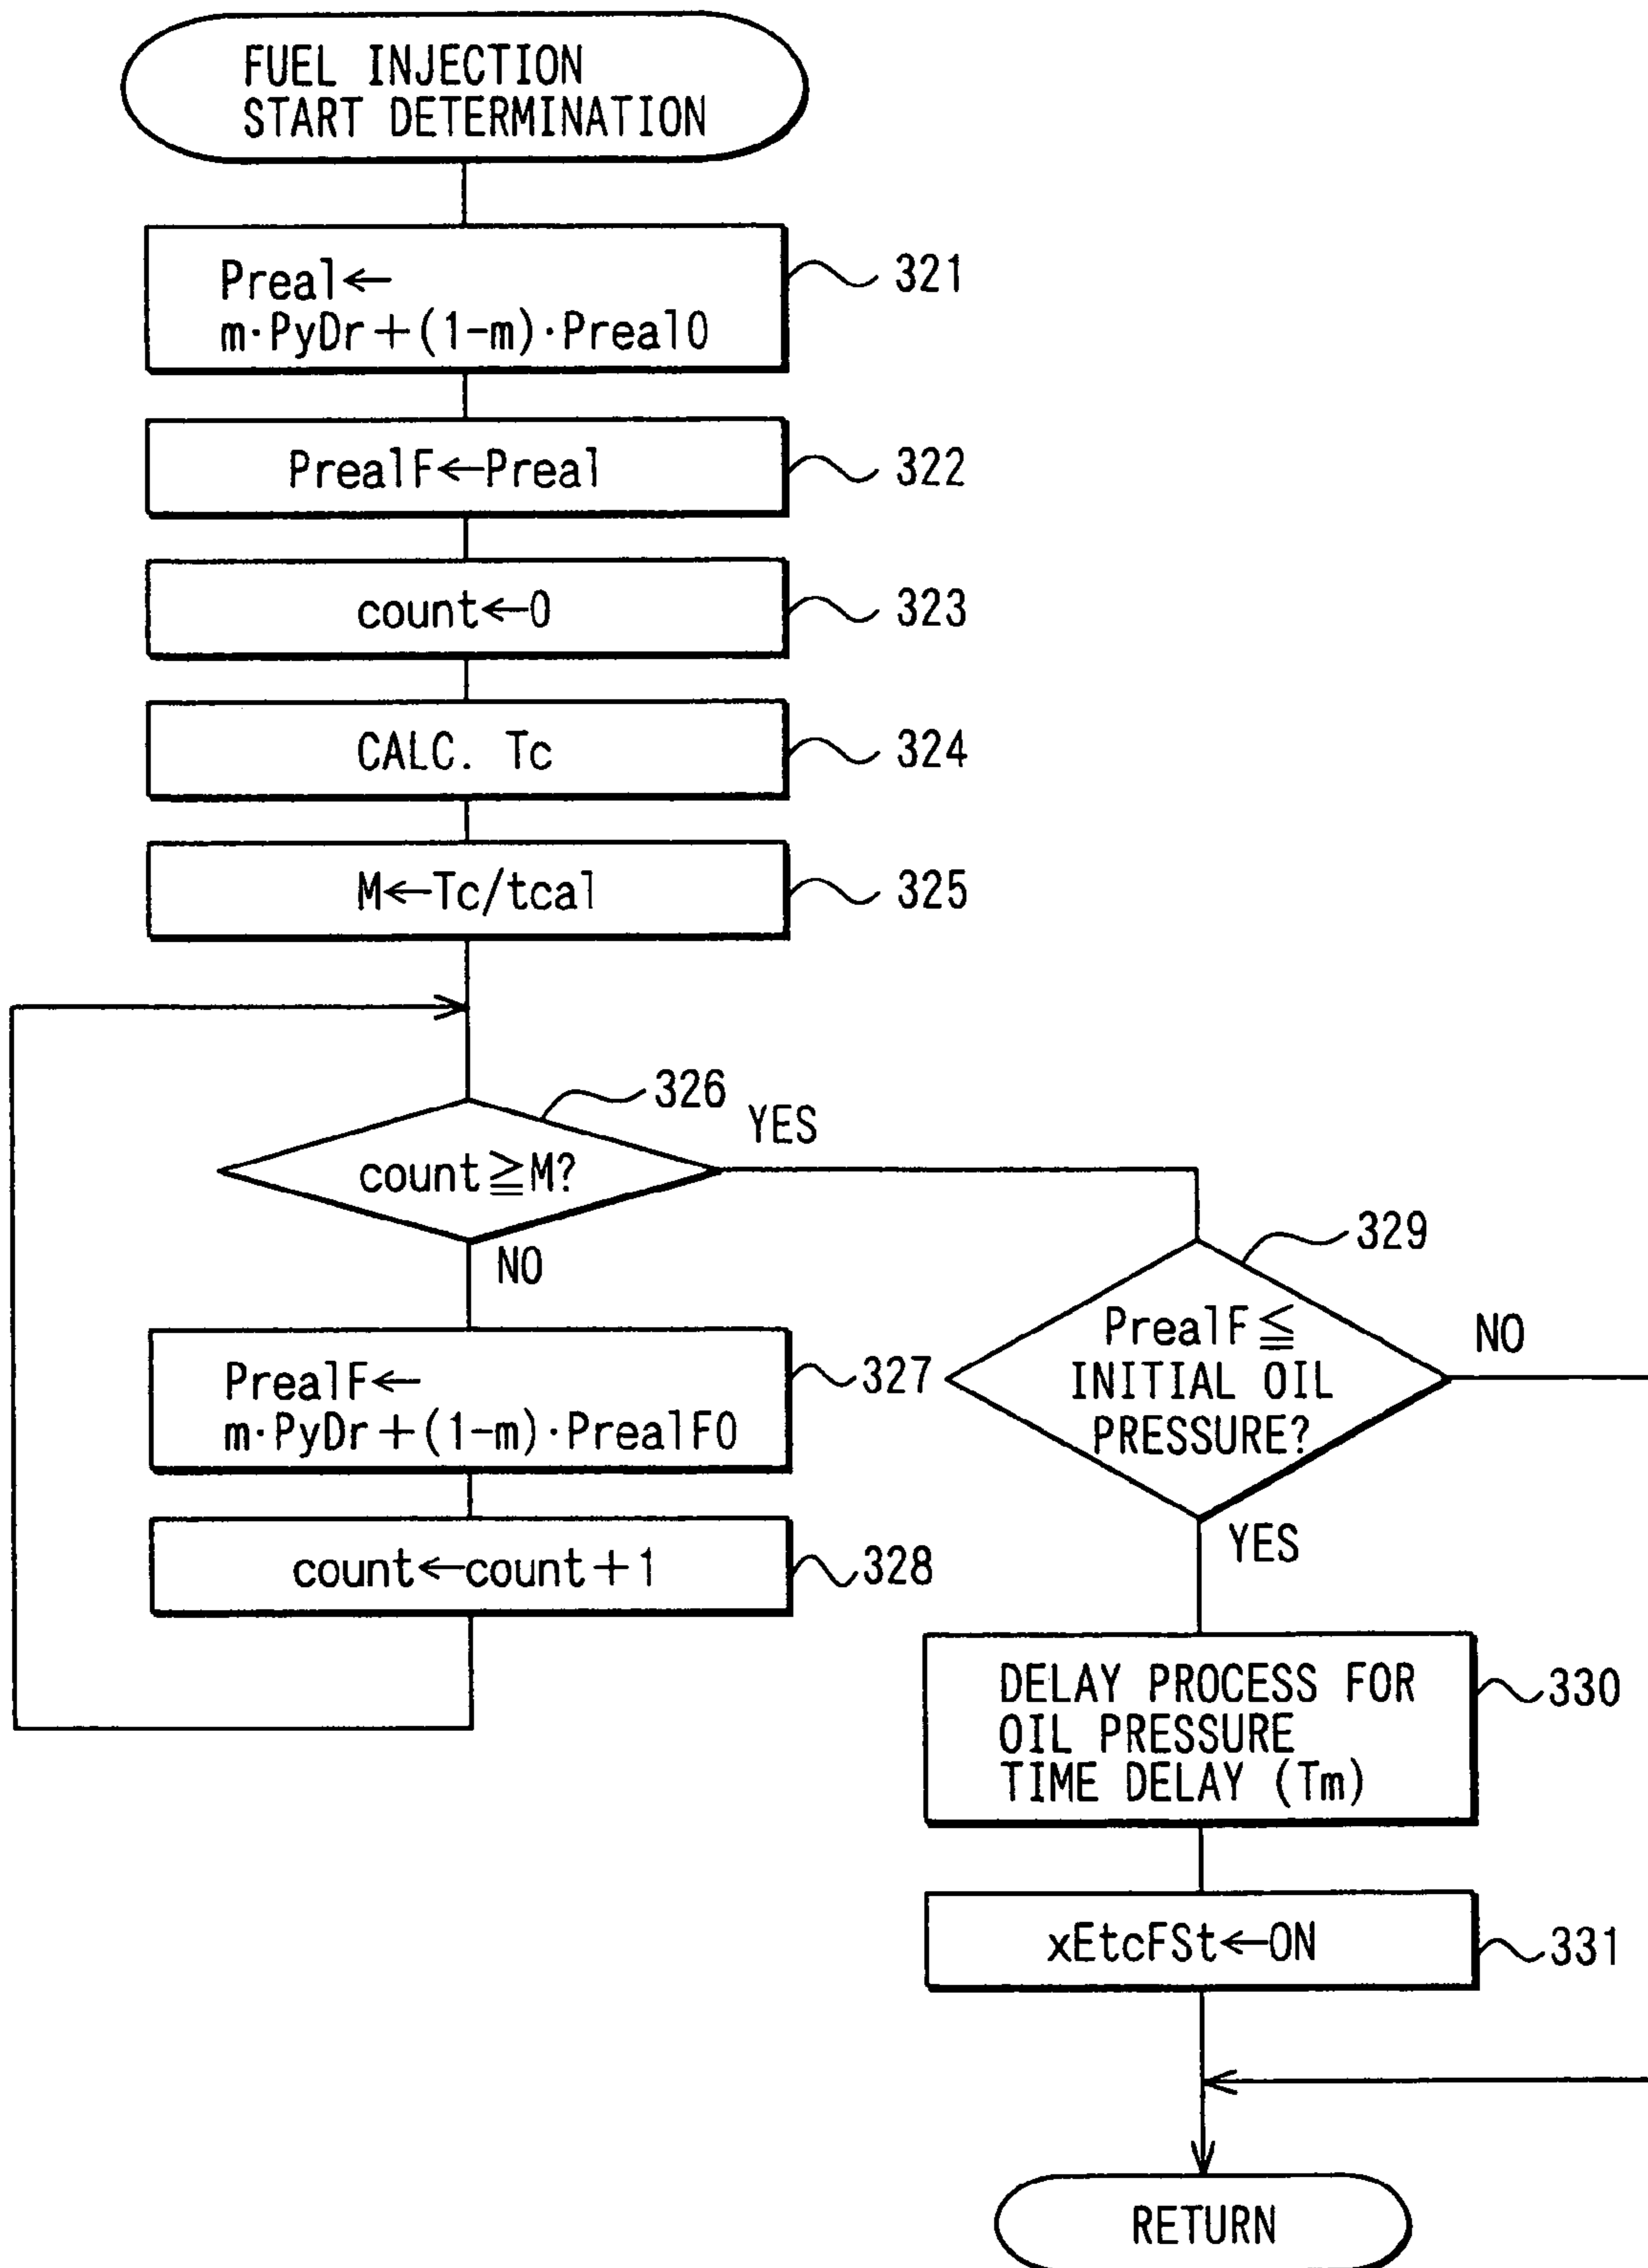 FUEL INJECTION
START DETERMINATION
Preal←
m·PyDr+(1-m)·Preal0
321
PrealF←Preal
322
count←0
323
CALC. Tc
324
M←Tc/tcal
325
326
YES
count≧M?
NO
329
PrealF≦
INITIAL OIL
PRESSURE?
NO
YES
PrealF←
m·PyDr+(1-m)·PrealF0
327
count←count+1
328
DELAY PROCESS FOR
OIL PRESSURE
TIME DELAY (Tm)
330
xEtcFSt←ON
331
RETURN